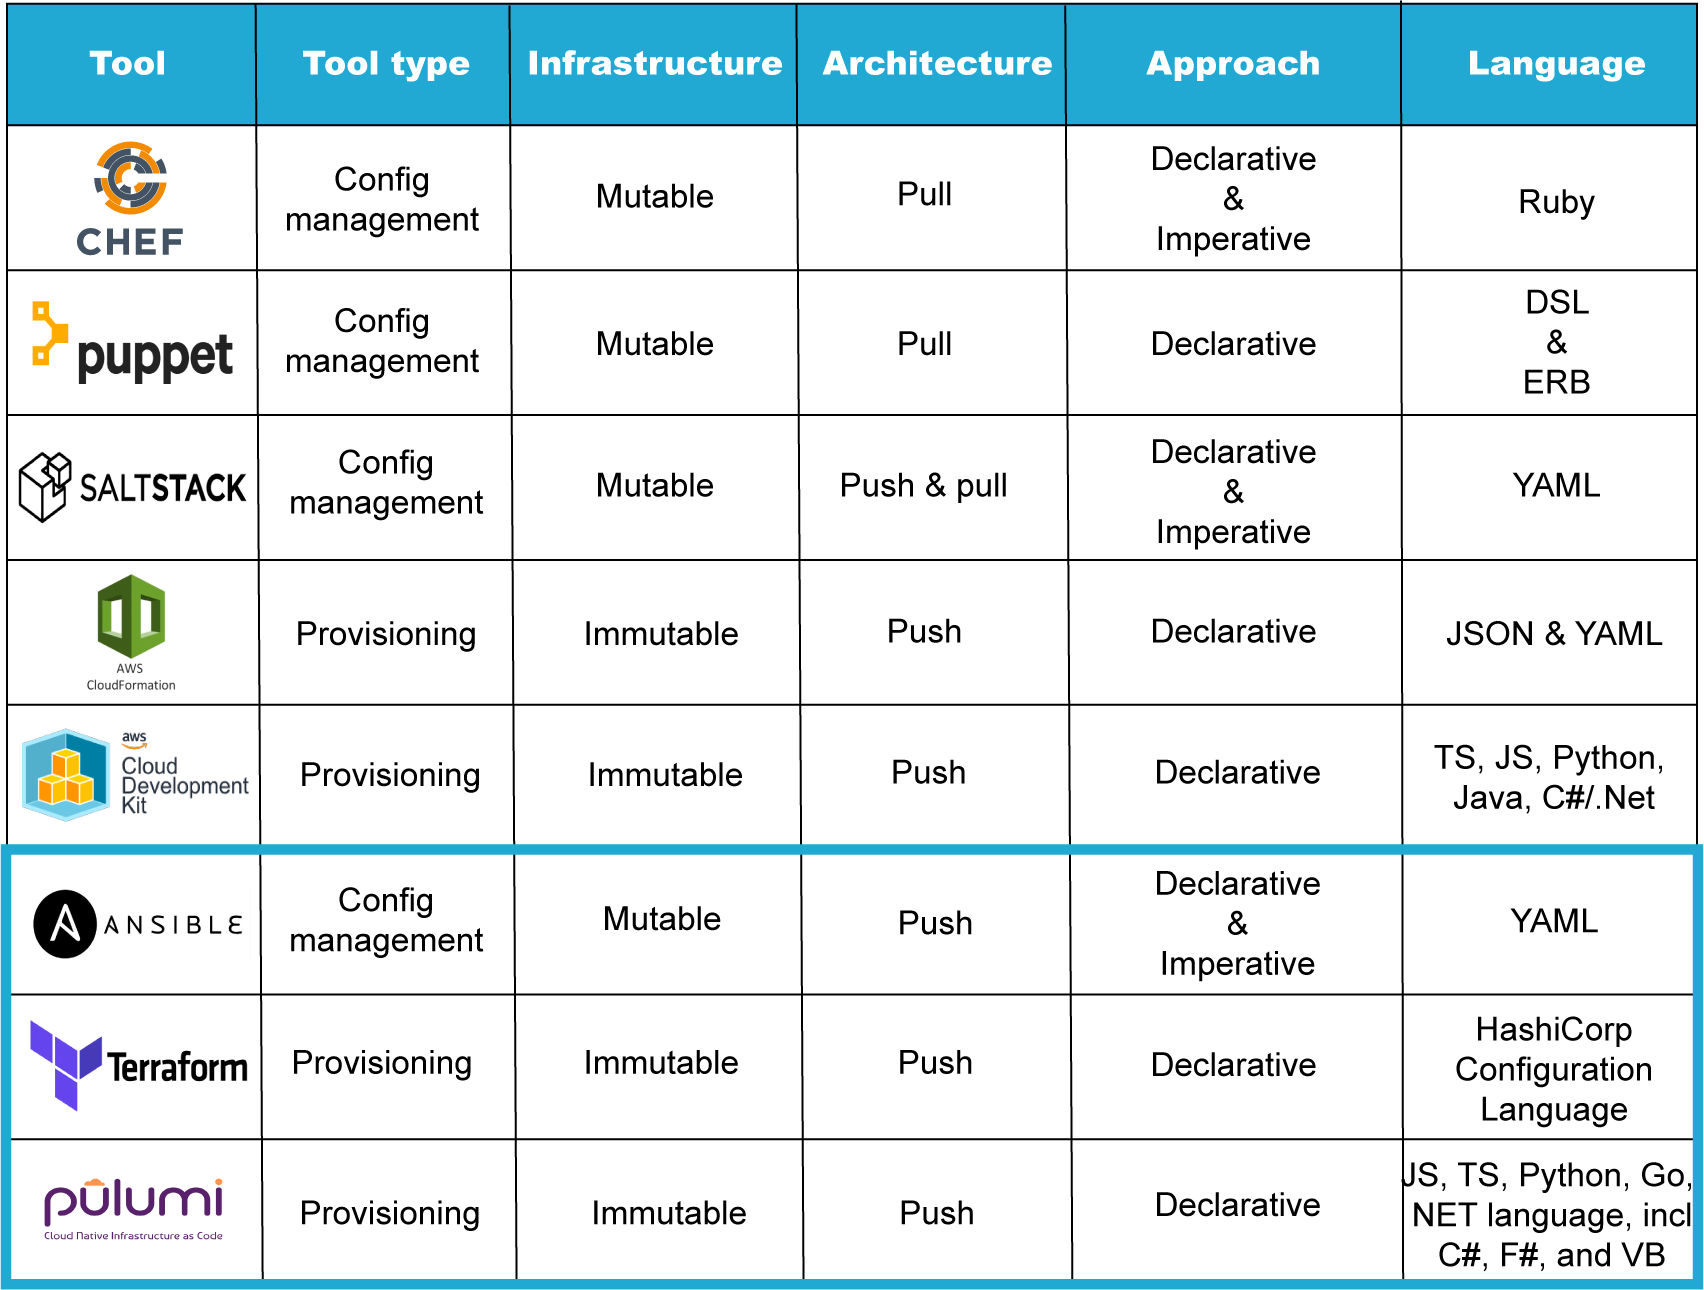 Tool Tool type Infrastructure Architecture Approach Language
CHEF
Config
management
Mutable
Pull
Declarative
&
Imperative
Ruby
puppet
Config
management
Mutable
Pull
Declarative
DSL
&
ERB
SALTSTACK
Config
management
Mutable
Push & pull
Declarative
&
Imperative
YAML
AWS
CloudFormation
Provisioning
Immutable
Push
Declarative
JSON & YAML
aws
Cloud
Development
Kit
Provisioning
Immutable
Push
Declarative
TS, JS, Python,
Java, C#/.Net
A
ANSIBLE
Config
management
Mutable
Push
Declarative
&
Imperative
YAML
Terraform
Provisioning
Immutable
Push
Declarative
HashiCorp
Configuration
Language
pulumi
Cloud Native Infrastructure as Code
Provisioning
Immutable
Push
Declarative
JS, TS, Python, Go,
NET language, incl
C#, F#, and VB